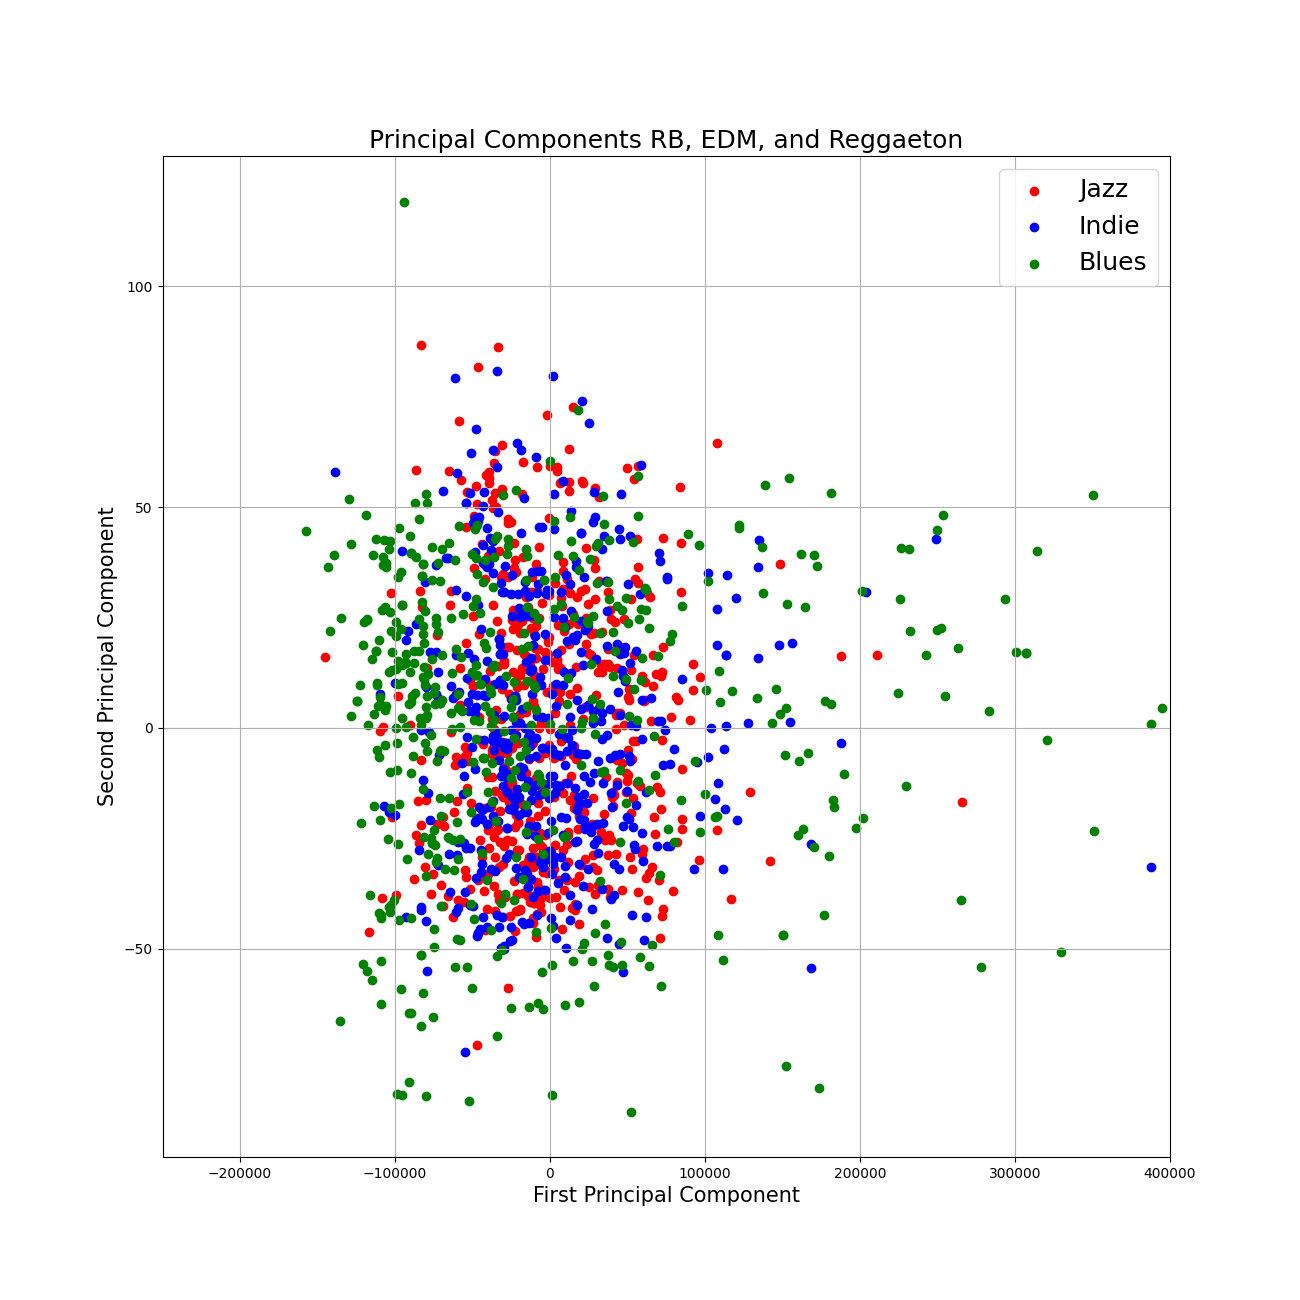 Principal Components RB, EDM, and Reggaeton
Jazz
Indie
Blues
100
50
0
−50
Second Principal Component
−200000 −100000 0 100000 200000 300000 400000
First Principal Component